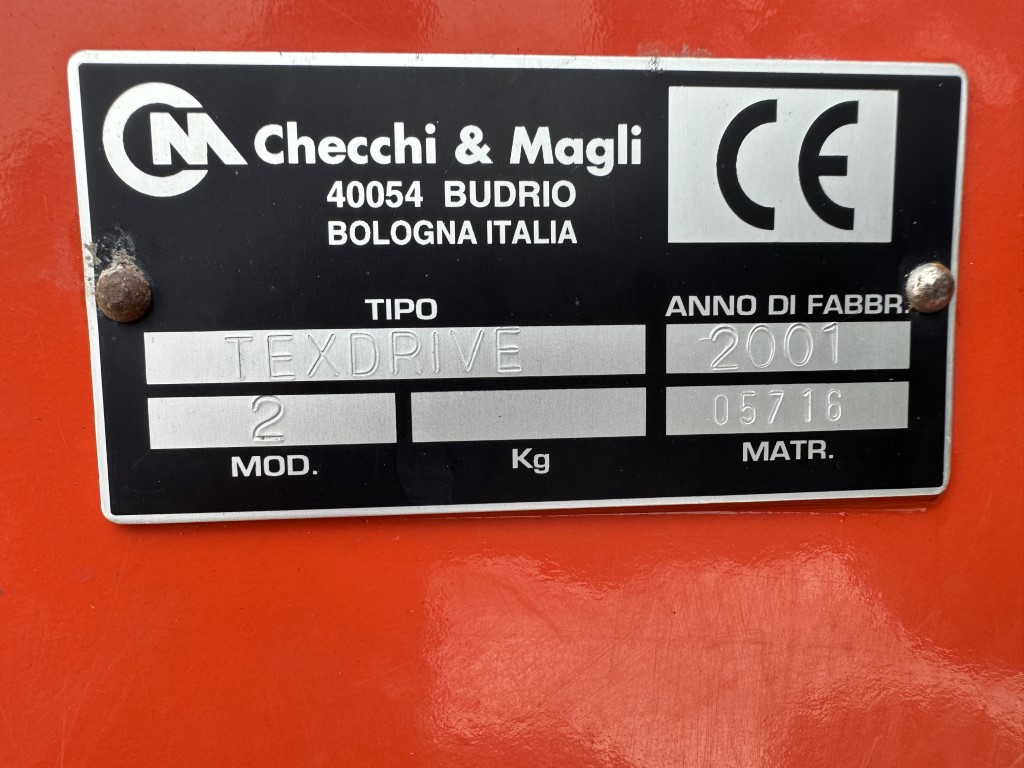 CM Checchi & Magli
40054 BUDRIO
BOLOGNA ITALIA
CE
TIPO
TEXDRIVE
ANNO DI FABBR.
2001
2
MOD.
Kg
05716
MATR.